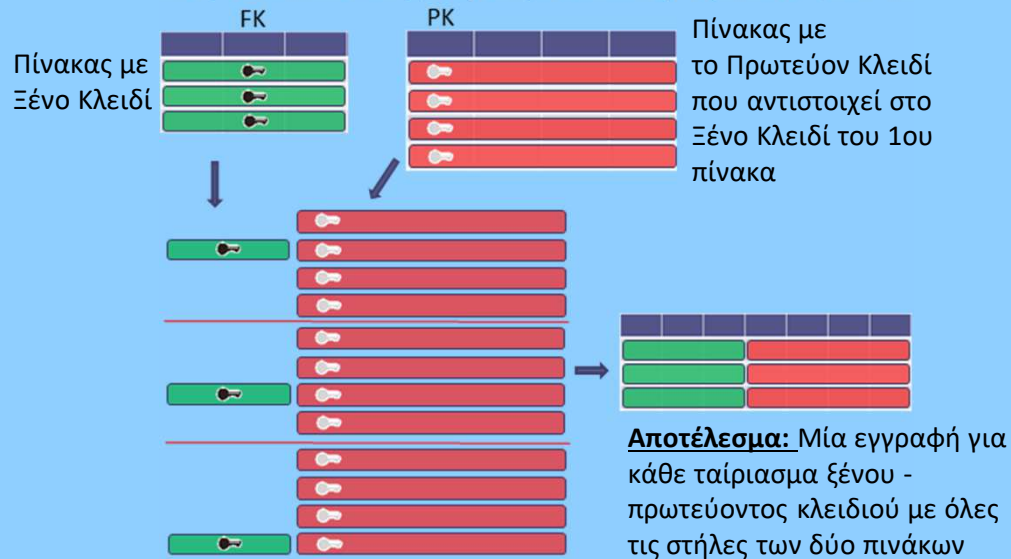 FK
PK
Πίνακας με
Ξένο Κλειδί
Πίνακας με
το Πρωτεύον Κλειδί
που αντιστοιχεί στο
Ξένο Κλειδί του 1ου
πίνακα
Αποτέλεσμα: Μία εγγραφή για
κάθε ταίριασμα ξένου -
πρωτεύοντος κλειδιού με όλες
τις στήλες των δύο πινάκων